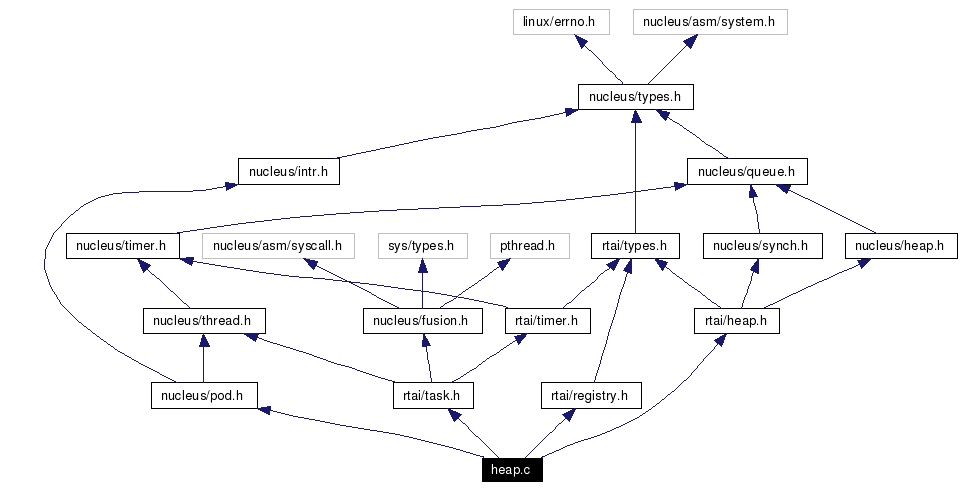 linux/errno.h
nucleus/asm/system.h
nucleus/types.h
nucleus/intr.h
nucleus/queue.h
nucleus/timer.h
nucleus/asm/syscall.h
sys/types.h
pthread.h
rtai/types.h
nucleus/synch.h
nucleus/heap.h
nucleus/thread.h
nucleus/fusion.h
rtai/timer.h
rtai/heap.h
nucleus/pod.h
rtai/task.h
rtai/registry.h
heap.c